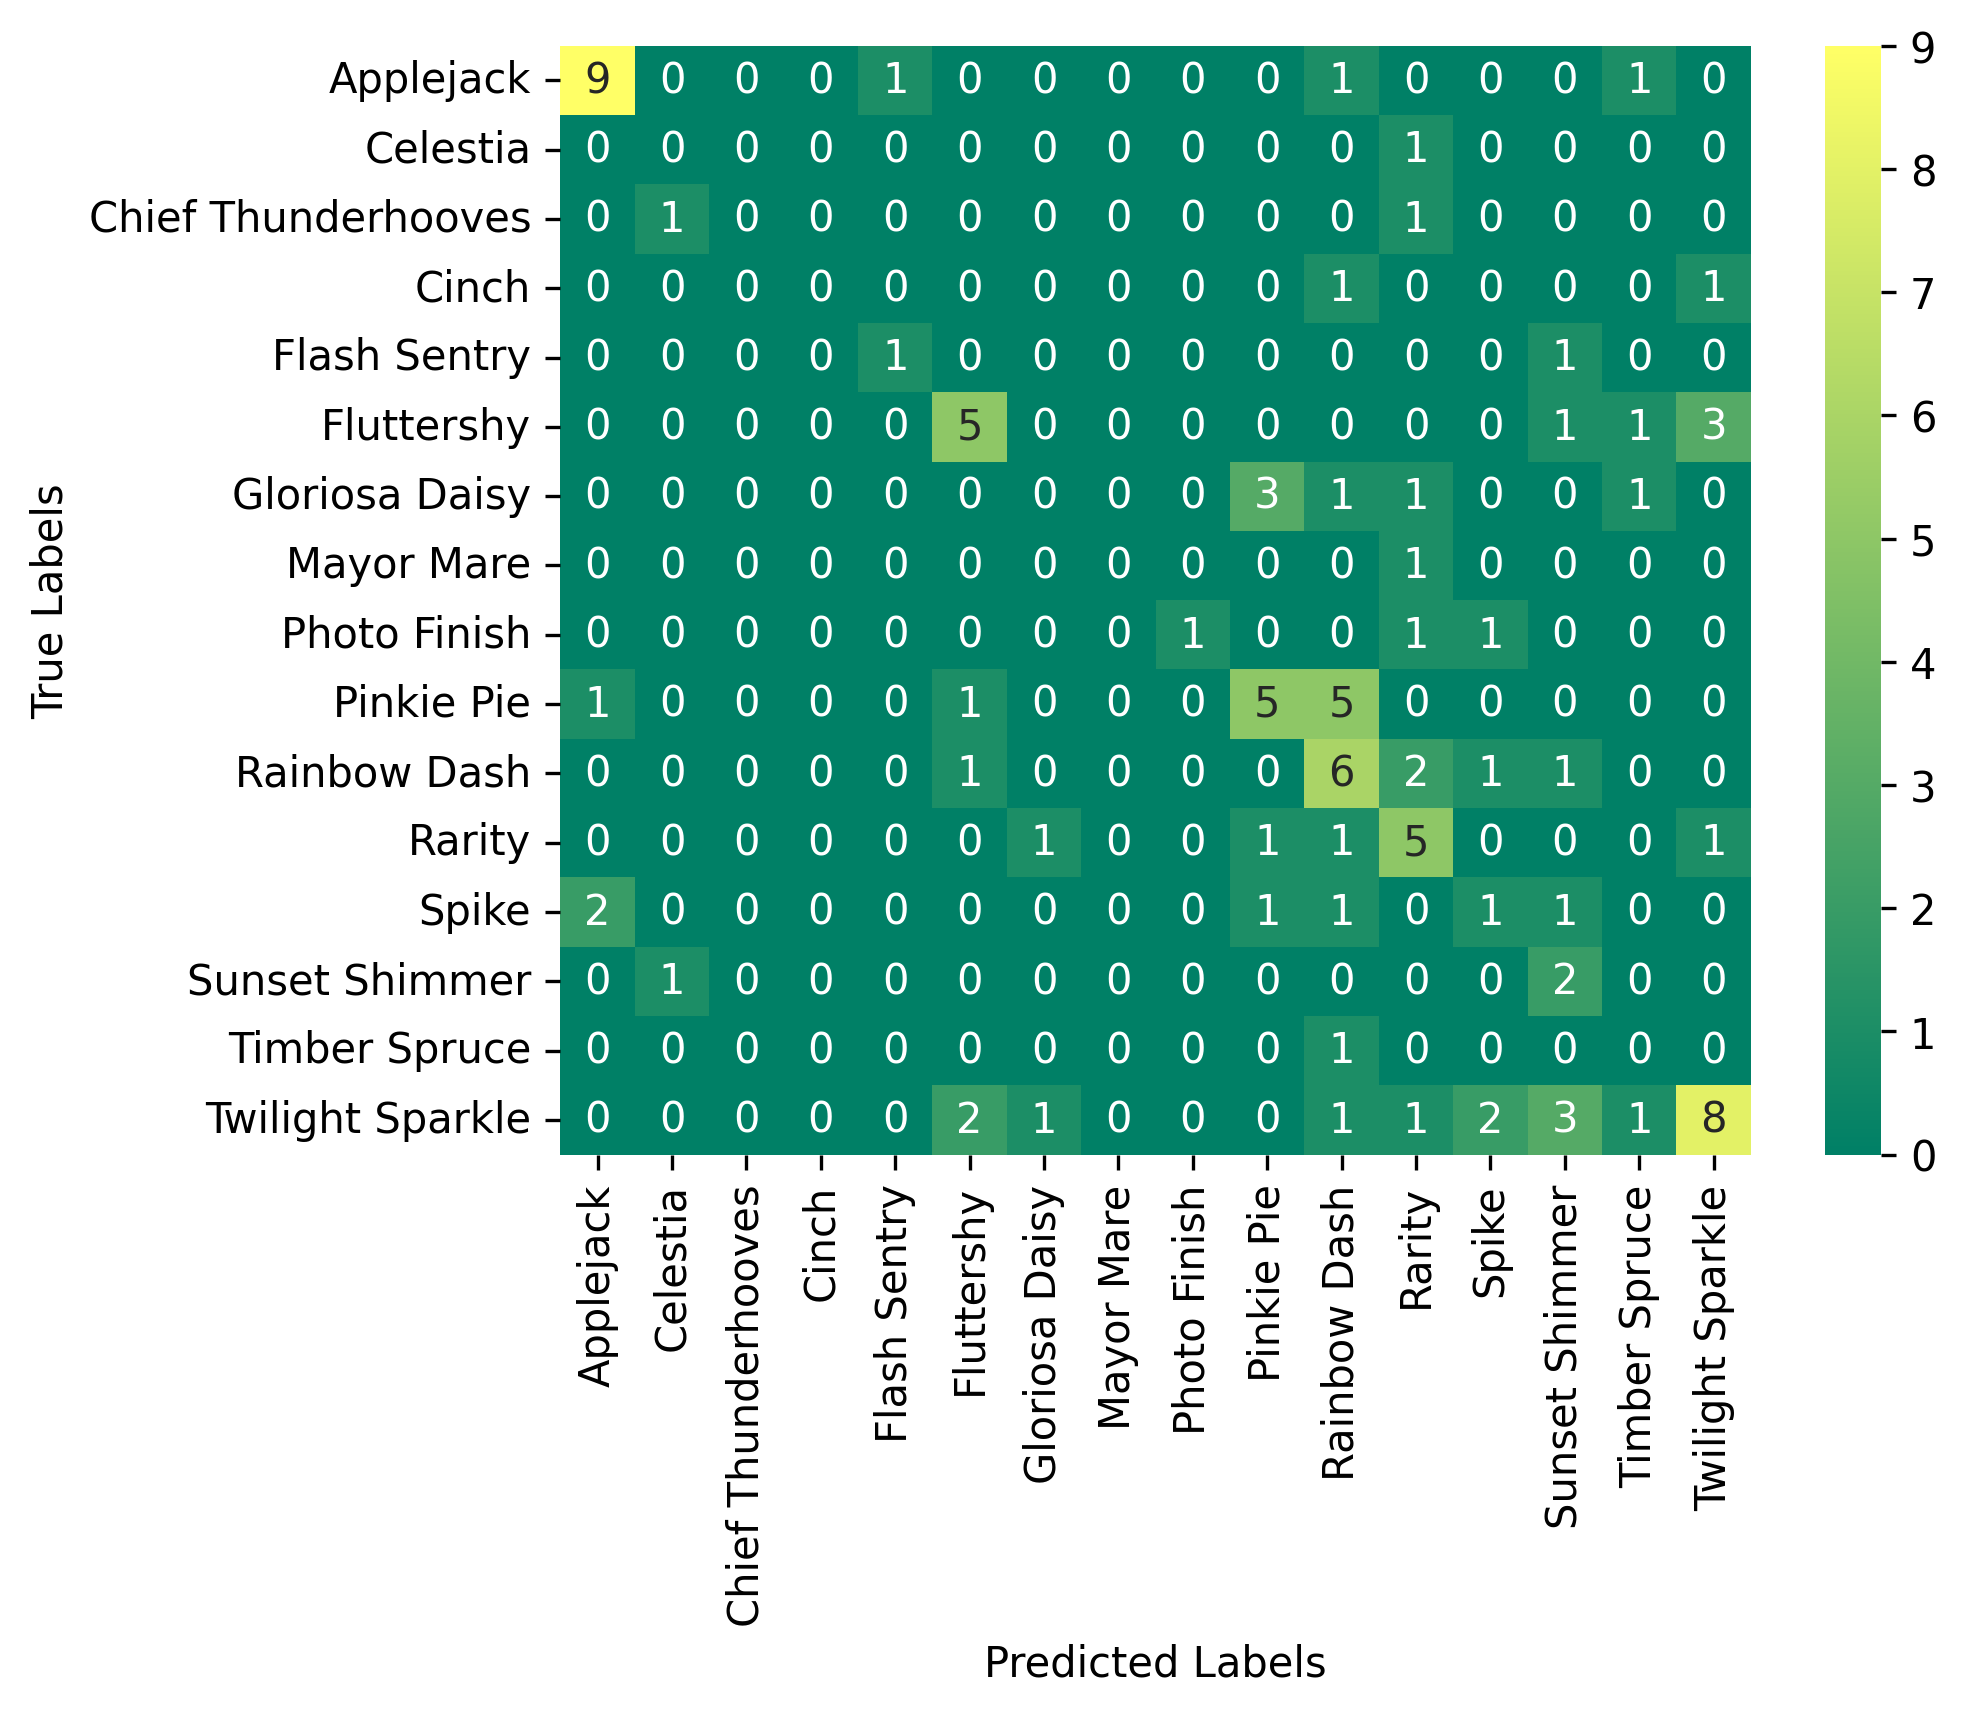 True Labels
Applejack 9 0 0 0 1 0 0 0 0 0 1 0 0 0 1 0
Celestia 0 0 0 0 0 0 0 0 0 0 0 1 0 0 0 0
Chief Thunderhooves 0 1 0 0 0 0 0 0 0 0 0 1 0 0 0 0
Cinch 0 0 0 0 0 0 0 0 0 0 1 0 0 0 0 1
Flash Sentry 0 0 0 0 1 0 0 0 0 0 0 0 0 1 0 0
Fluttershy 0 0 0 0 0 5 0 0 0 0 0 0 0 1 1 3
Gloriosa Daisy 0 0 0 0 0 0 0 0 0 3 1 1 0 0 1 0
Mayor Mare 0 0 0 0 0 0 0 0 0 0 0 1 0 0 0 0
Photo Finish 0 0 0 0 0 0 0 0 1 0 0 1 1 0 0 0
Pinkie Pie 1 0 0 0 0 1 0 0 0 5 5 0 0 0 0 0
Rainbow Dash 0 0 0 0 0 1 0 0 0 0 6 2 1 1 0 0
Rarity 0 0 0 0 0 0 1 0 0 1 1 5 0 0 0 1
Spike 2 0 0 0 0 0 0 0 0 1 1 0 1 1 0 0
Sunset Shimmer 0 1 0 0 0 0 0 0 0 0 0 0 0 2 0 0
Timber Spruce 0 0 0 0 0 0 0 0 0 0 1 0 0 0 0 0
Twilight Sparkle 0 0 0 0 0 2 1 0 0 0 1 1 2 3 1 8
Applejack
Celestia
Chief Thunderhooves
Cinch
Flash Sentry
Fluttershy
Gloriosa Daisy
Mayor Mare
Photo Finish
Pinkie Pie
Rainbow Dash
Rarity
Spike
Sunset Shimmer
Timber Spruce
Twilight Sparkle
Predicted Labels
9
8
7
6
5
4
3
2
1
0